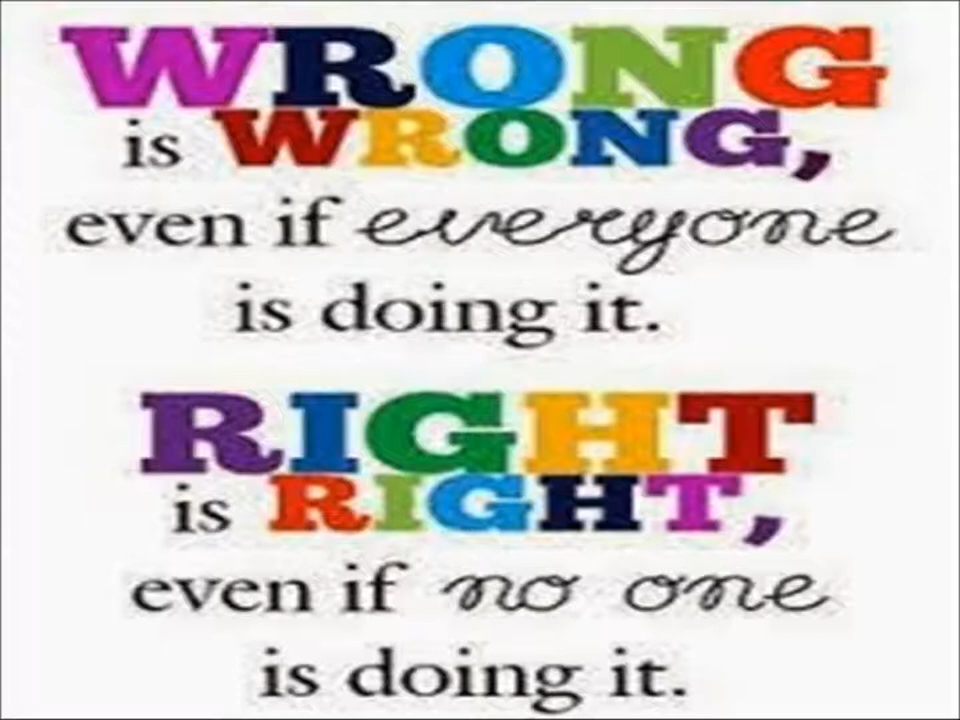 WRONG
is WRONG,
even if everyone
is doing it.
RIGHT
is RIGHT,
even if no one
is doing it.